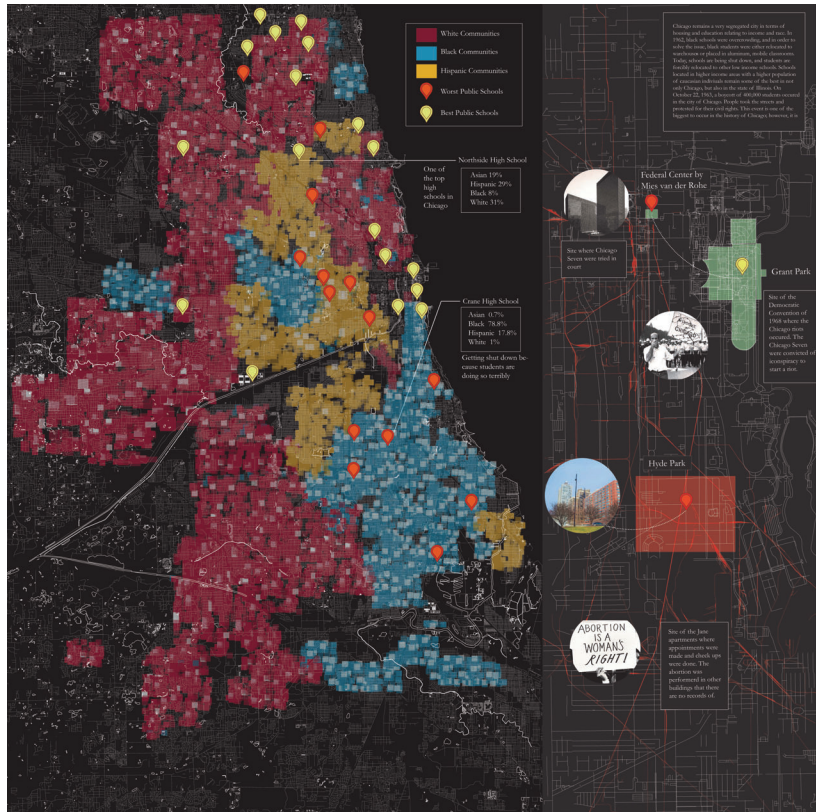 White Communities
Black Communities
Hispanic Communities
Worst Public Schools
Best Public Schools
Northside High School
One of
the top
high
schools in
Chicago
Asian 19%
Hispanic 29%
Black 8%
White 31%
Crane High School
Asian 0.7%
Black 78.8%
Hispanic 17.8%
White 1%
Getting shut down be-
cause students are
doing so terribly
Chicago remains a very segregated city in terms of
housing and education relating to income and race. In
1962, black schools were overcrowding, and in order to
solve the issue, black students were either relocated to
warehouses or placed in aluminum, mobile classrooms.
Today, schools are being shut down, and students are
forcibly relocated to other low income schools. Schools
located in higher income areas with a higher population
of caucasian individuals remain some of the best in not
only Chicago, but also in the state of Illinois. On
October 22, 1963, a boycott of 400,000 students occured
in the city of Chicago. People took the streets and
protested for their civil rights. This event is one of the
biggest to occur in the history of Chicago; however, it is
Federal Center by
Mies van der Rohe
Site where Chicago
Seven were tried in
court
Grant Park
Site of the
Democratic
Convention of
1968 where the
Chicago riots
occured. The
Chicago Seven
were convicted of
conspiracy to
start a riot.
Hyde Park
ABORTION
IS A
WOMAN'S
RIGHT!
Site of the Jane
apartments where
appointments were
made and check ups
were done. The
abortion was
performed in other
buildings that there
are no records of.